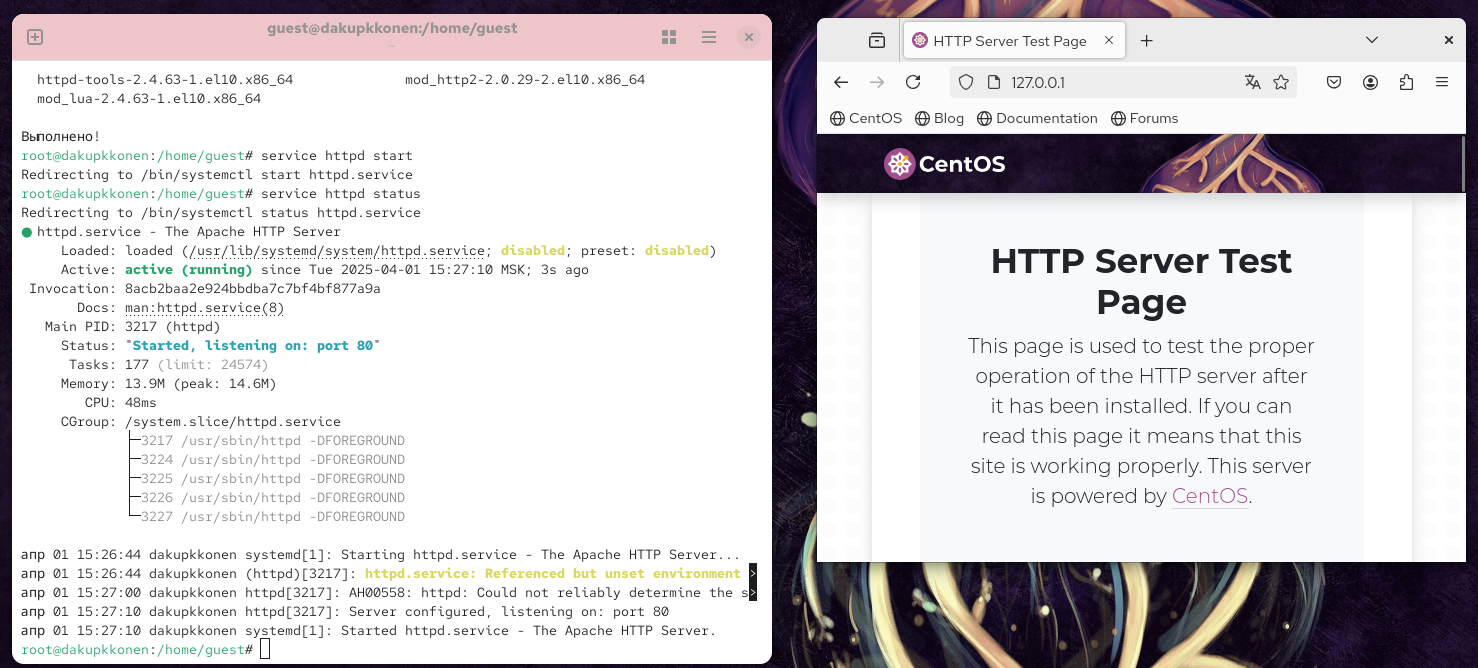 guest@dakupkkonen:/home/guest
~
httpd-tools-2.4.63-1.el10.x86_64 mod_http2-2.0.29-2.el10.x86_64
mod_lua-2.4.63-1.el10.x86_64
Выполнено!
root@dakupkkonen:/home/guest# service httpd start
Redirecting to /bin/systemctl start httpd.service
root@dakupkkonen:/home/guest# service httpd status
Redirecting to /bin/systemctl status httpd.service
● httpd.service - The Apache HTTP Server
Loaded: loaded (/usr/lib/systemd/system/httpd.service; disabled; preset: disabled)
Active: active (running) since Tue 2025-04-01 15:27:10 MSK; 3s ago
Invocation: 8acb2baa2e924bbdba7c7bf4bf877a9a
Docs: man:httpd.service(8)
Main PID: 3217 (httpd)
Status: "Started, listening on: port 80"
Tasks: 177 (limit: 24574)
Memory: 13.9M (peak: 14.6M)
CPU: 48ms
CGroup: /system.slice/httpd.service
├─3217 /usr/sbin/httpd -DFOREGROUND
├─3224 /usr/sbin/httpd -DFOREGROUND
├─3225 /usr/sbin/httpd -DFOREGROUND
├─3226 /usr/sbin/httpd -DFOREGROUND
└─3227 /usr/sbin/httpd -DFOREGROUND
апр 01 15:26:44 dakupkkonen systemd[1]: Starting httpd.service - The Apache HTTP Server...
апр 01 15:26:44 dakupkkonen (httpd)[3217]: httpd.service: Referenced but unset environment >
апр 01 15:27:00 dakupkkonen httpd[3217]: AH00558: httpd: Could not reliably determine the s>
апр 01 15:27:10 dakupkkonen httpd[3217]: Server configured, listening on: port 80
апр 01 15:27:10 dakupkkonen systemd[1]: Started httpd.service - The Apache HTTP Server.
root@dakupkkonen:/home/guest#
HTTP Server Test Page
127.0.0.1
CentOS Blog Documentation Forums
CentOS
HTTP Server Test
Page
This page is used to test the proper
operation of the HTTP server after
it has been installed. If you can
read this page it means that this
site is working properly. This server
is powered by CentOS.